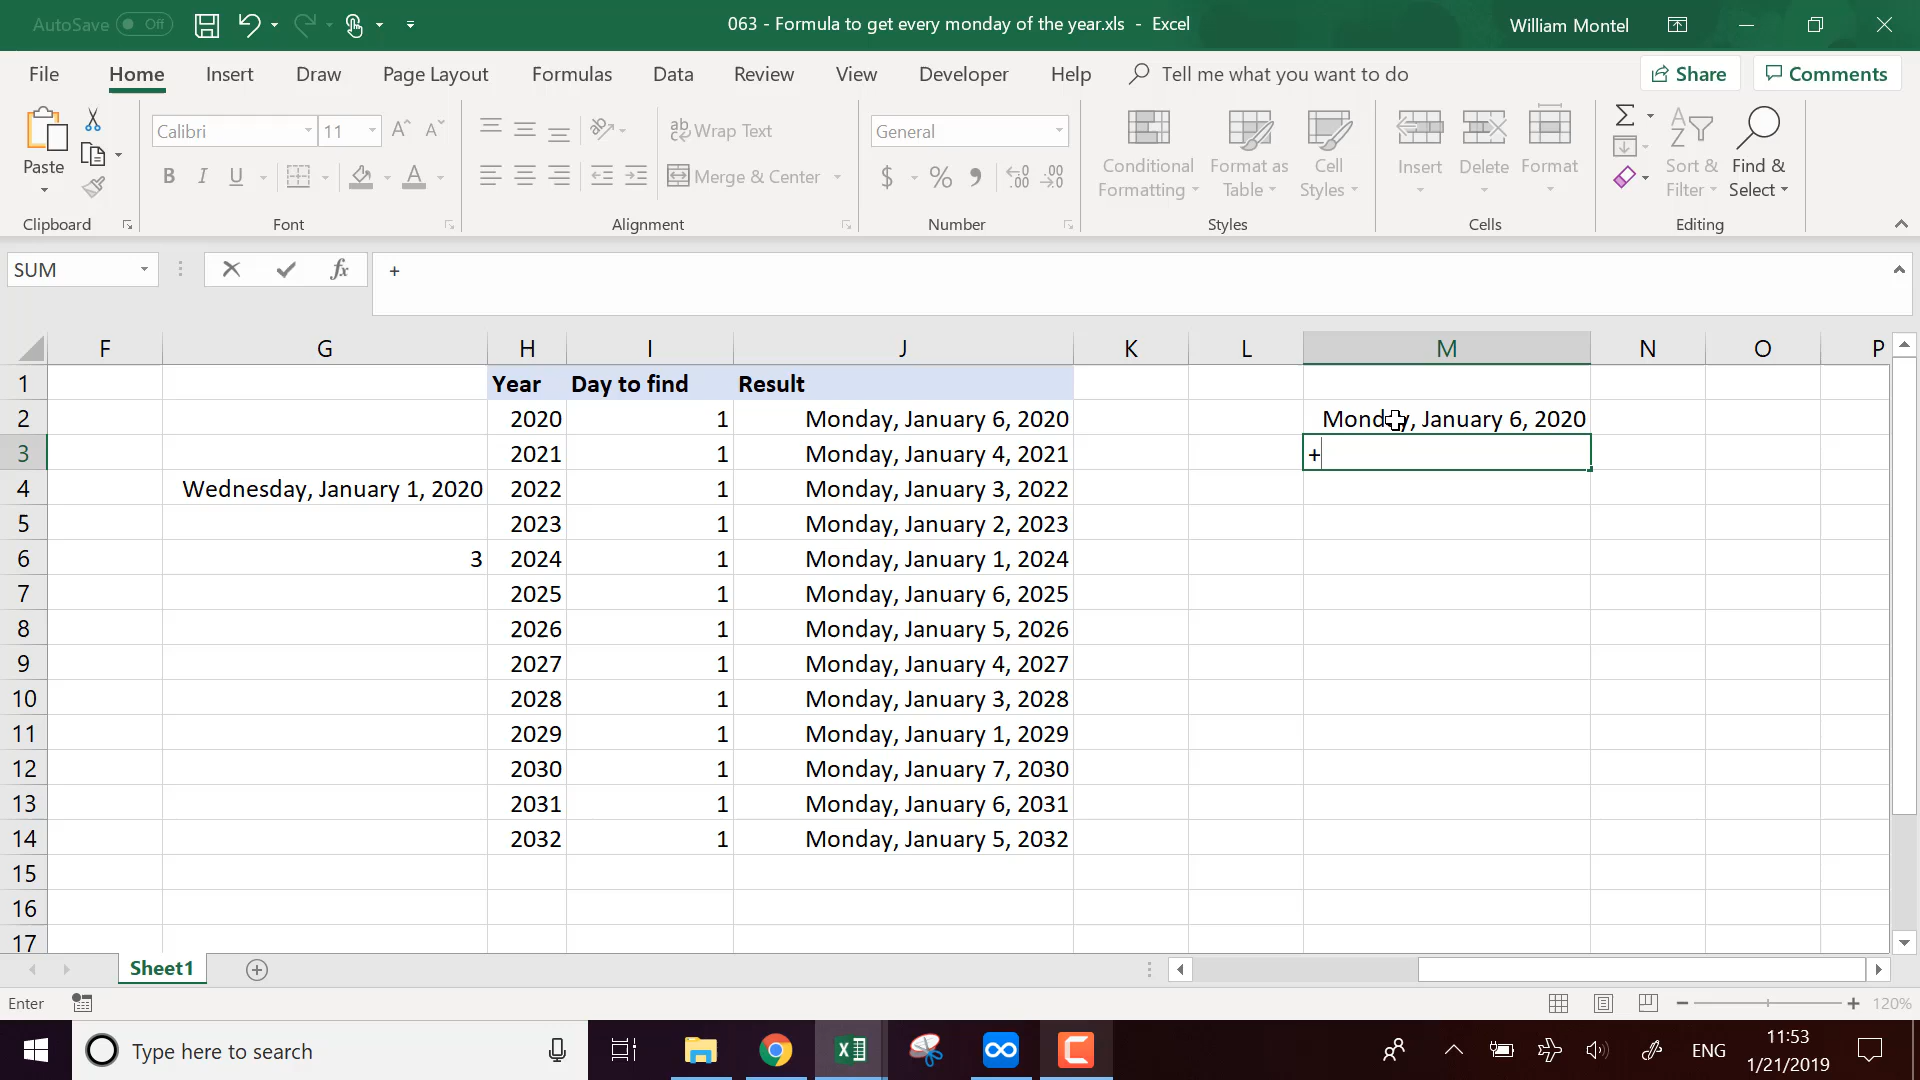 AutoSave Off
063 - Formula to get every monday of the year.xls - Excel
William Montel
File Home Insert Draw Page Layout Formulas Data Review View Developer Help Tell me what you want to do Share Comments
Calibri 11 Wrap Text General
Paste B I U A Merge & Center $ % Conditional Formatting Format as Table Cell Styles Insert Delete Format Sort & Filter Find & Select
Clipboard Font Alignment Number Styles Cells Editing
SUM fx +
F G H I J K L M N O P
1 Year Day to find Result
2 2020 1 Monday, January 6, 2020 Monday, January 6, 2020
3 2021 1 Monday, January 4, 2021 +
4 Wednesday, January 1, 2020 2022 1 Monday, January 3, 2022
5 2023 1 Monday, January 2, 2023
6 3 2024 1 Monday, January 1, 2024
7 2025 1 Monday, January 6, 2025
8 2026 1 Monday, January 5, 2026
9 2027 1 Monday, January 4, 2027
10 2028 1 Monday, January 3, 2028
11 2029 1 Monday, January 1, 2029
12 2030 1 Monday, January 7, 2030
13 2031 1 Monday, January 6, 2031
14 2032 1 Monday, January 5, 2032
15
16
17
Sheet1
Enter 120%
Type here to search ENG 11:53
1/21/2019